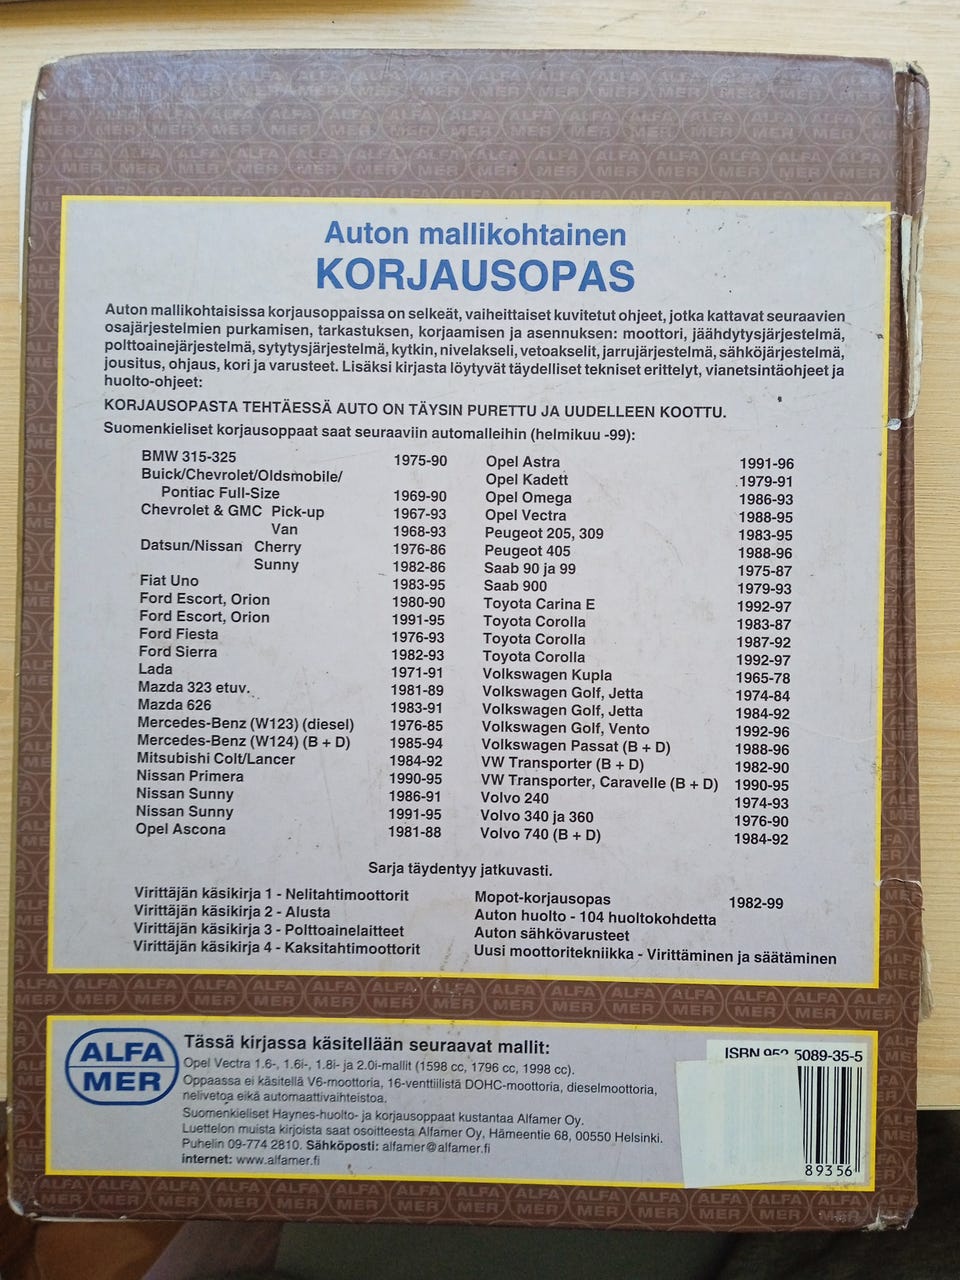 Auton mallikohtainen
KORJAUSOPAS
Auton mallikohtaisissa korjausoppaissa on selkeät, vaiheittaiset kuvitetut ohjeet, jotka kattavat seuraavien
osajärjestelmien purkamisen, tarkastuksen, korjaamisen ja asennuksen: moottori, jäähdytysjärjestelmä,
polttoainejärjestelmä, sytytysjärjestelmä, kytkin, nivelakseli, vetoakselit, jarrujärjestelmä, sähköjärjestelmä,
jousitus, ohjaus, kori ja varusteet. Lisäksi kirjasta löytyvät täydelliset tekniset erittelyt, vianetsintäohjeet ja
huolto-ohjeet:
KORJAUSOPASTA TEHTÄESSÄ AUTO ON TÄYSIN PURETTU JA UUDELLEEN KOOTTU.
Suomenkieliset korjausoppaat saat seuraaviin automalleihin (helmikuu -99):
BMW 315-325 1975-90
Buick/Chevrolet/Oldsmobile/
Pontiac Full-Size 1969-90
Chevrolet & GMC Pick-up 1967-93
Van 1968-93
Datsun/Nissan Cherry 1976-86
Sunny 1982-86
Fiat Uno 1983-95
Ford Escort, Orion 1980-90
Ford Escort, Orion 1991-95
Ford Fiesta 1976-93
Ford Sierra 1982-93
Lada 1971-91
Mazda 323 etuv. 1981-89
Mazda 626 1983-91
Mercedes-Benz (W123) (diesel) 1976-85
Mercedes-Benz (W124) (B + D) 1985-94
Mitsubishi Colt/Lancer 1984-92
Nissan Primera 1990-95
Nissan Sunny 1986-91
Nissan Sunny 1991-95
Opel Ascona 1981-88
Opel Astra 1991-96
Opel Kadett 1979-91
Opel Omega 1986-93
Opel Vectra 1988-95
Peugeot 205, 309 1983-95
Peugeot 405 1988-96
Saab 90 ja 99 1975-87
Saab 900 1979-93
Toyota Carina E 1992-97
Toyota Corolla 1983-87
Toyota Corolla 1987-92
Toyota Corolla 1992-97
Volkswagen Kupla 1965-78
Volkswagen Golf, Jetta 1974-84
Volkswagen Golf, Jetta 1984-92
Volkswagen Golf, Vento 1992-96
Volkswagen Passat (B + D) 1988-96
VW Transporter (B + D) 1982-90
VW Transporter, Caravelle (B + D) 1990-95
Volvo 240 1974-93
Volvo 340 ja 360 1976-90
Volvo 740 (B + D) 1984-92
Sarja täydentyy jatkuvasti.
Virittäjän käsikirja 1 - Nelitahtimoottorit
Virittäjän käsikirja 2 - Alusta
Virittäjän käsikirja 3 - Polttoainelaitteet
Virittäjän käsikirja 4 - Kaksitahtimoottorit
Mopot-korjausopas 1982-99
Auton huolto - 104 huoltokohdetta
Auton sähkövarusteet
Uusi moottoritekniikka - Virittäminen ja säätäminen
ALFA
MER
Tässä kirjassa käsitellään seuraavat mallit:
Opel Vectra 1.6-, 1.6i-, 1.8i- ja 2.0i-mallit (1598 cc, 1796 cc, 1998 cc).
Oppaassa ei käsitellä V6-moottoria, 16-venttiilistä DOHC-moottoria, dieselmoottoria,
nelivetoa eikä automaattivaihteistoa.
Suomenkieliset Haynes-huolto- ja korjausoppaat kustantaa Alfamer Oy.
Luettelon muista kirjoista saat osoitteesta Alfamer Oy, Hämeentie 68, 00550 Helsinki.
Puhelin 09-774 2810. Sähköposti: alfamer@alfamer.fi
internet: www.alfamer.fi
ISBN 952-5089-35-5
89356